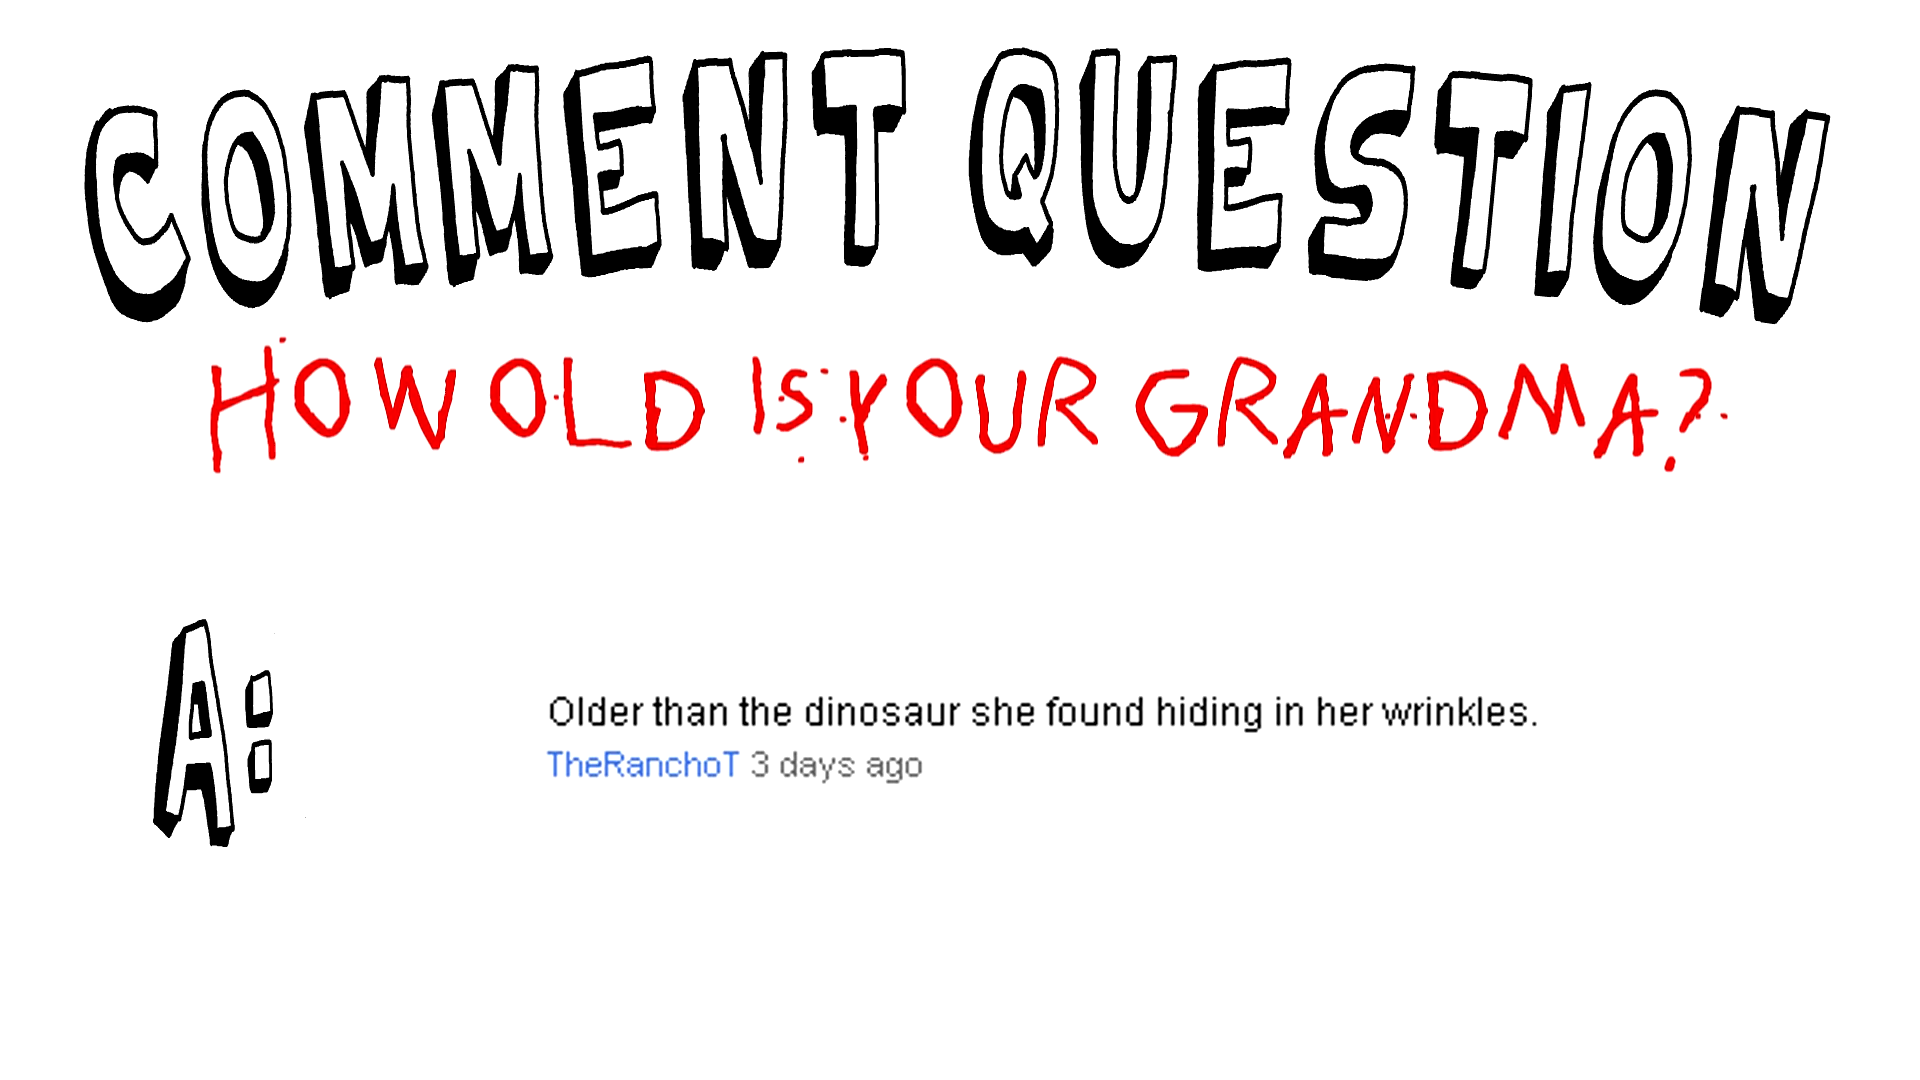 COMMENT QUESTION
HOW OLD IS YOUR GRANDMA?
A:
Older than the dinosaur she found hiding in her wrinkles.
TheRanchoT 3 days ago